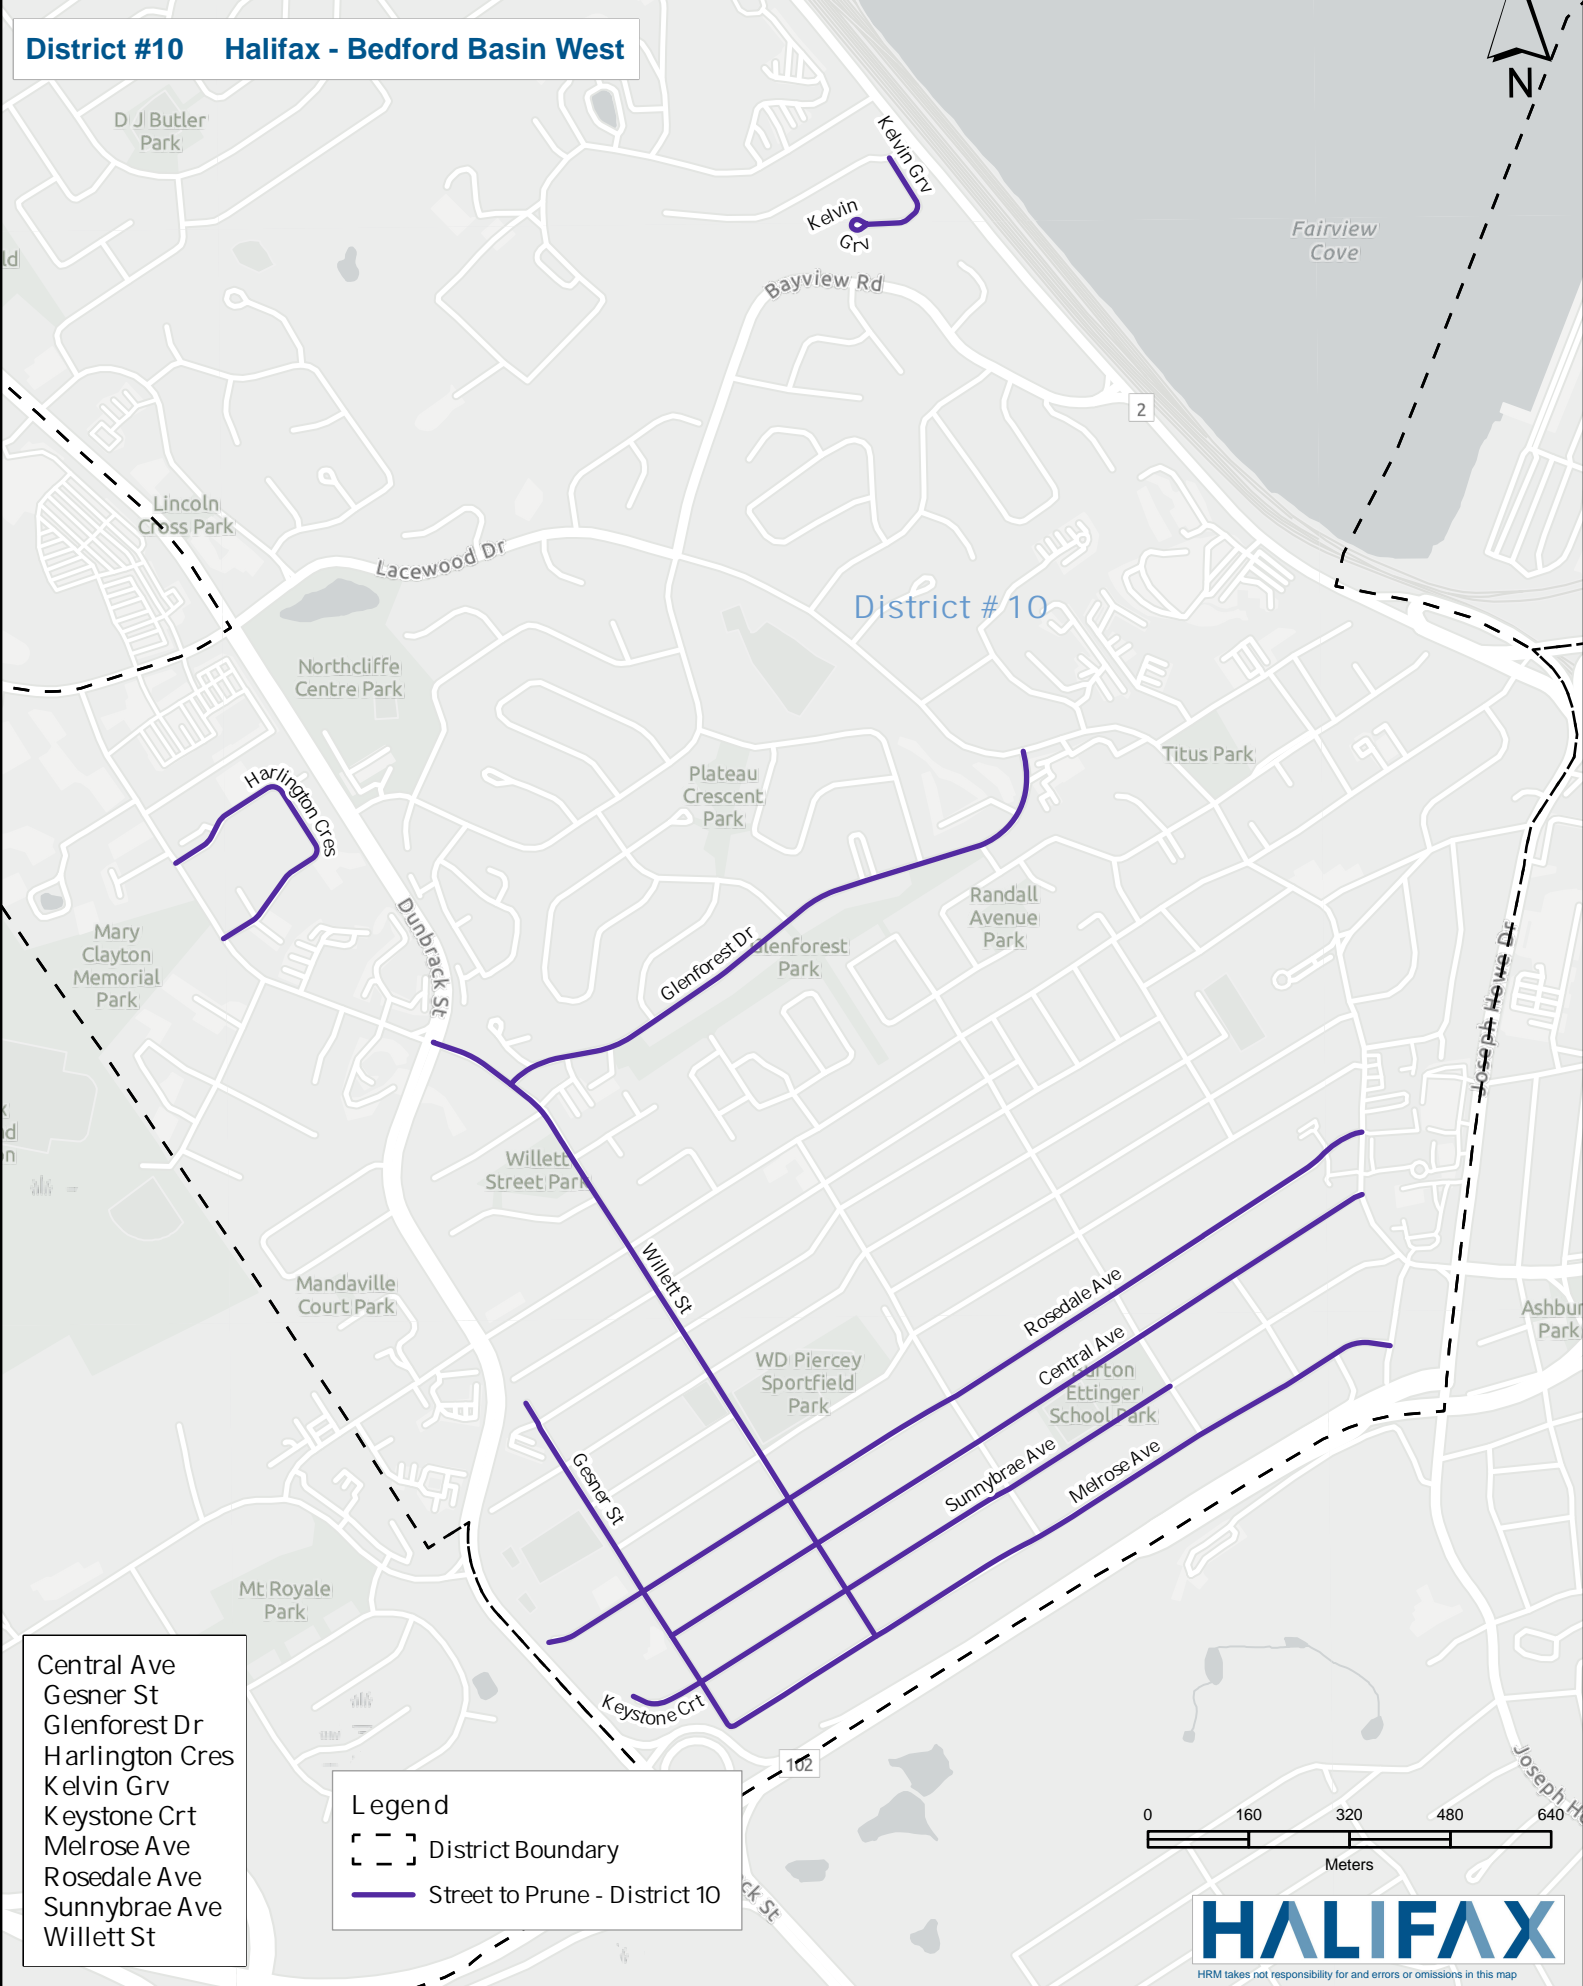 District #10 Halifax - Bedford Basin West
N
D J Butler
Park
Kelvin Grv
Kelvin
Grv
Fairview
Cove
ld
Bayview Rd
2
Lincoln
Cross Park
Lacewood Dr
District # 10
Northcliffe
Centre Park
Titus Park
Plateau
Crescent
Park
Harlington Cres
Randall
Avenue
Park
Dunbrack St
Mary
Clayton
Memorial
Park
Glenforest Dr
Glenforest
Park
Joseph Howe Dr
Willett
Street Park
Willett St
Mandaville
Court Park
Rosedale Ave
Ashbur
Park
Central Ave
WD Piercey
Sportfield
Park
Burton
Ettinger
School Park
Gesner St
Sunnybrae Ave
Melrose Ave
Mt Royale
Park
Keystone Crt
102
Joseph H
ck St
Central Ave
Gesner St
Glenforest Dr
Harlington Cres
Kelvin Grv
Keystone Crt
Melrose Ave
Rosedale Ave
Sunnybrae Ave
Willett St
Legend
District Boundary
Street to Prune - District 10
0 160 320 480 640
Meters
HALIFAX
HRM takes not responsibility for and errors or omissions in this map